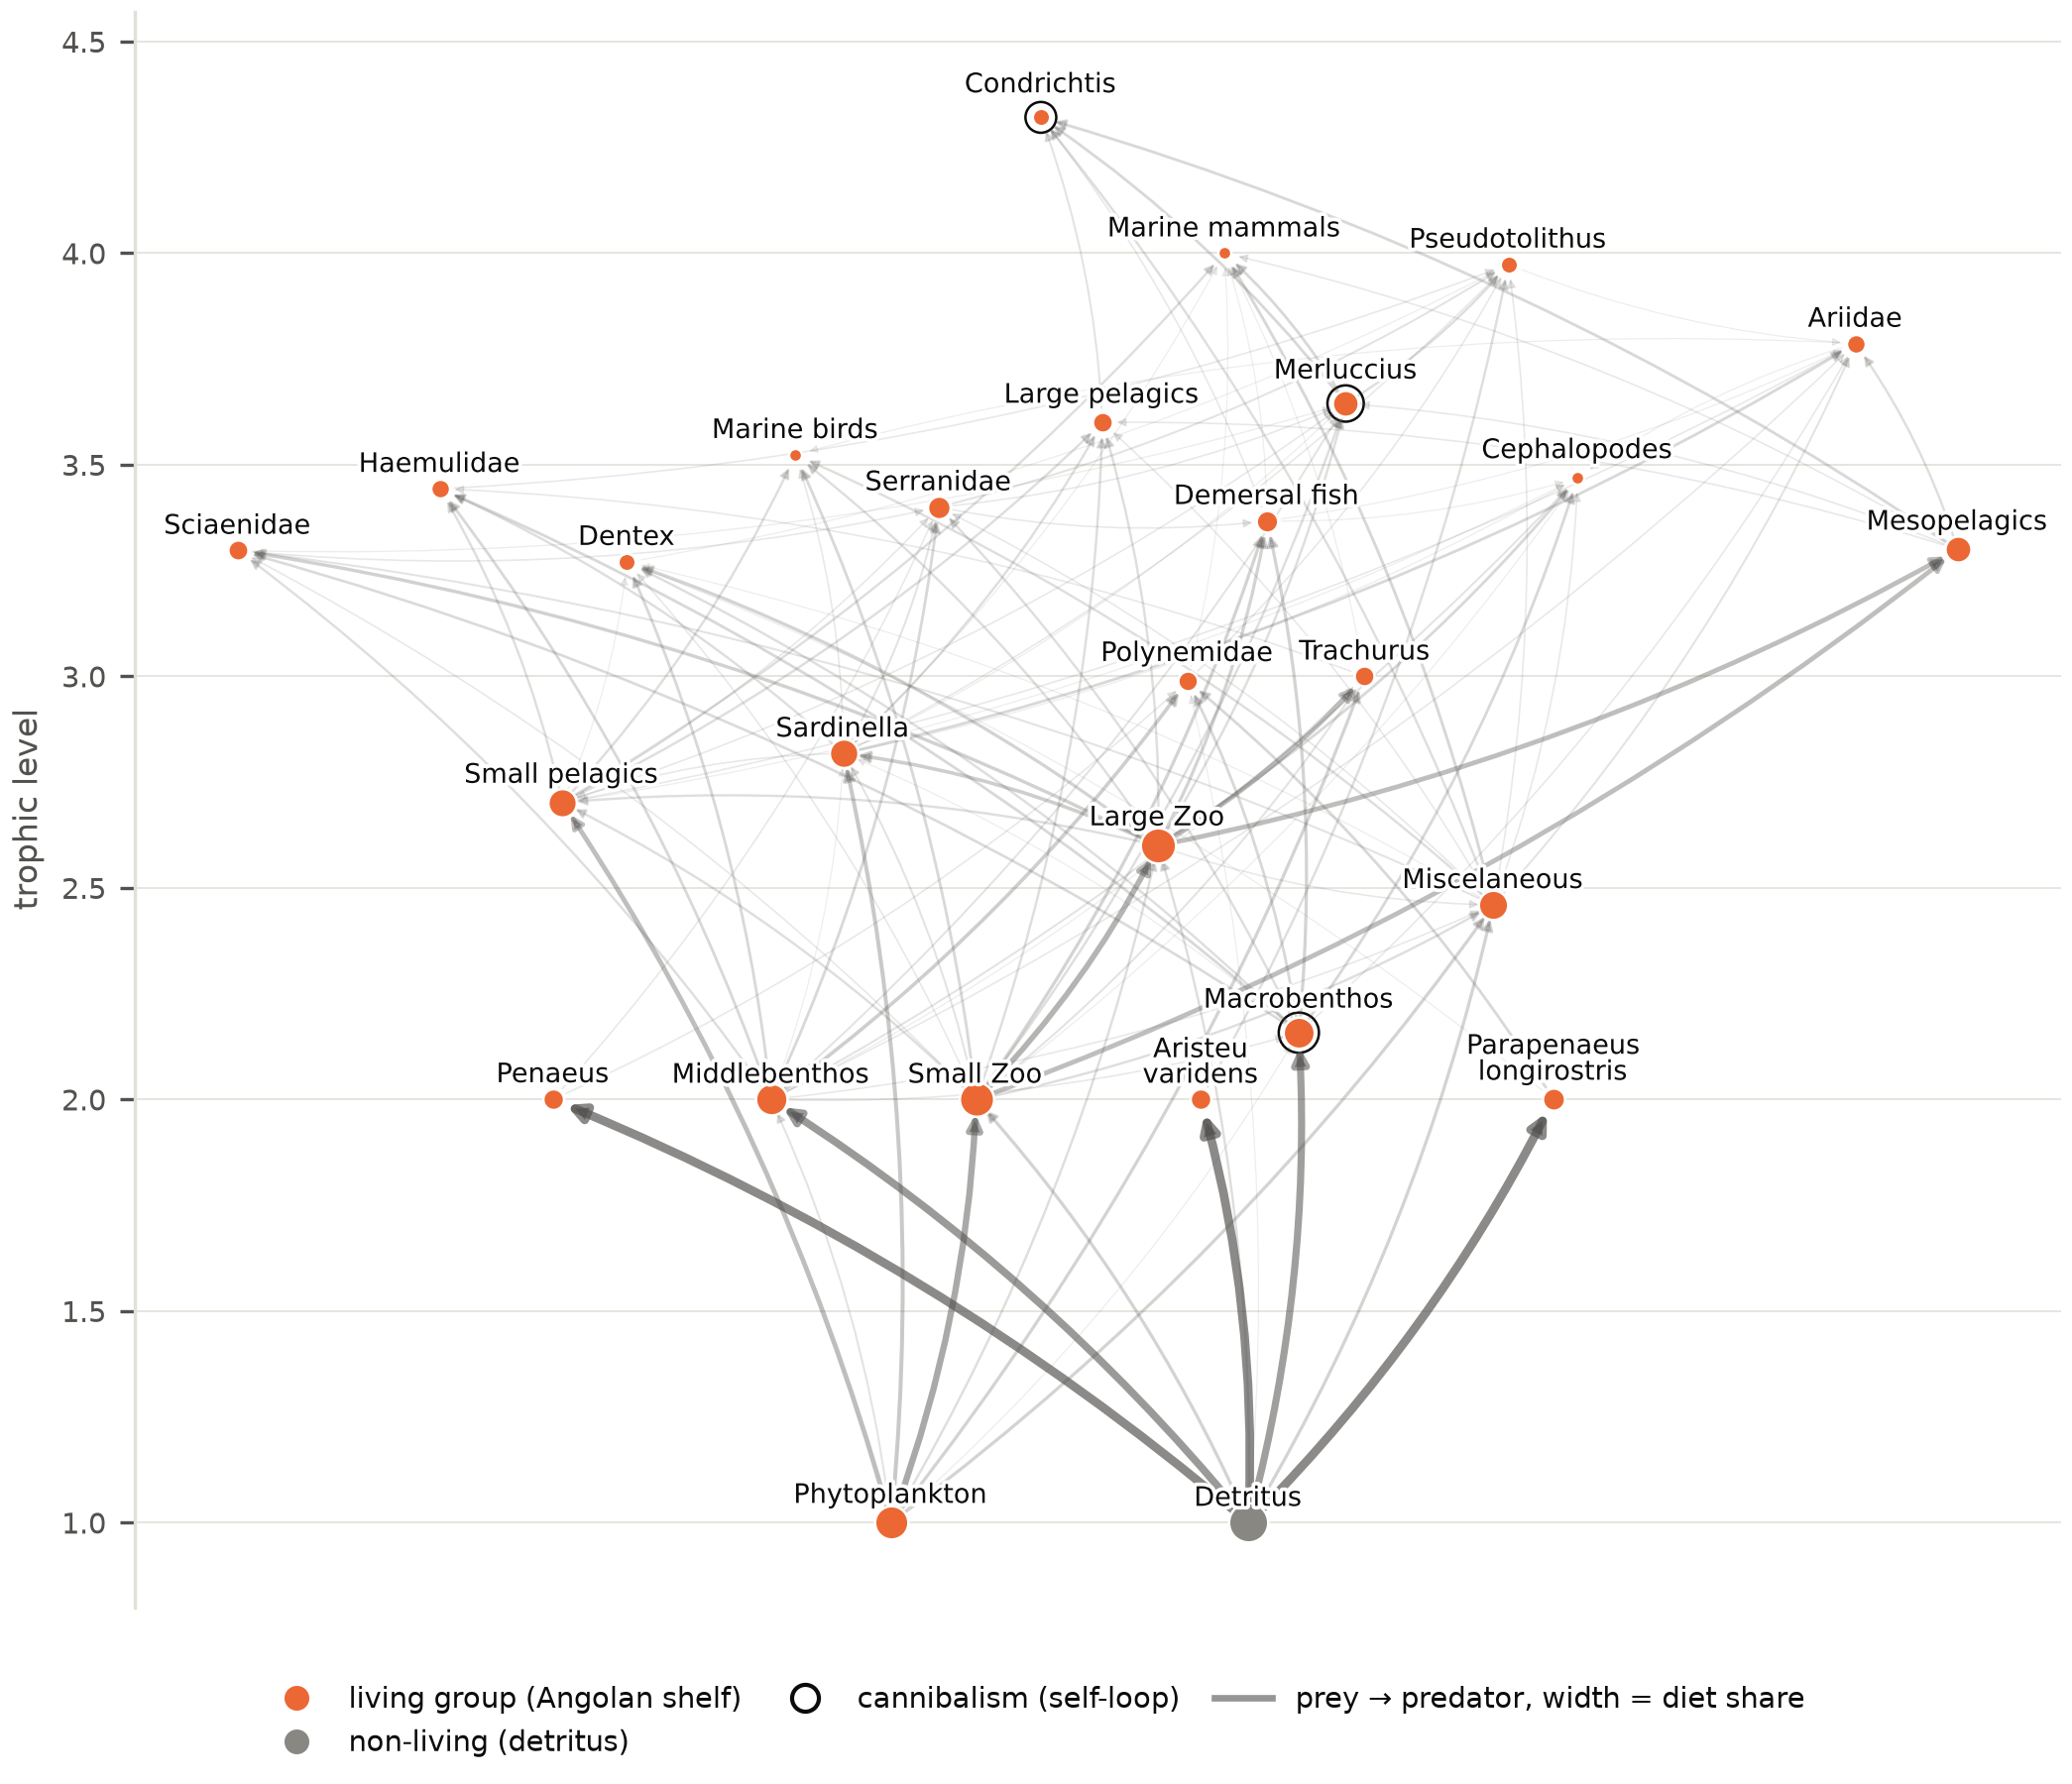 4.5
Condrichtis
Marine mammals
4.0
Pseudotolithus
Ariidae
Merluccius
Large pelagics
Marine birds
Cephalopodes
3.5
Haemulidae
Serranidae
Demersal fish
Mesopelagics
Sciaenidae
Dentex
Polynemidae
Trachurus
3.0
Sardinella
Small pelagics
trophic level
Large Zoo
Miscelaneous
2.5
Macrobenthos
Aristeu
varidens
Parapenaeus
longirostris
Penaeus
Middlebenthos
Small Zoo
2.0
1.5
Phytoplankton
Detritus
1.0
living group (Angolan shelf)
cannibalism (self-loop)
prey → predator, width = diet share
non-living (detritus)